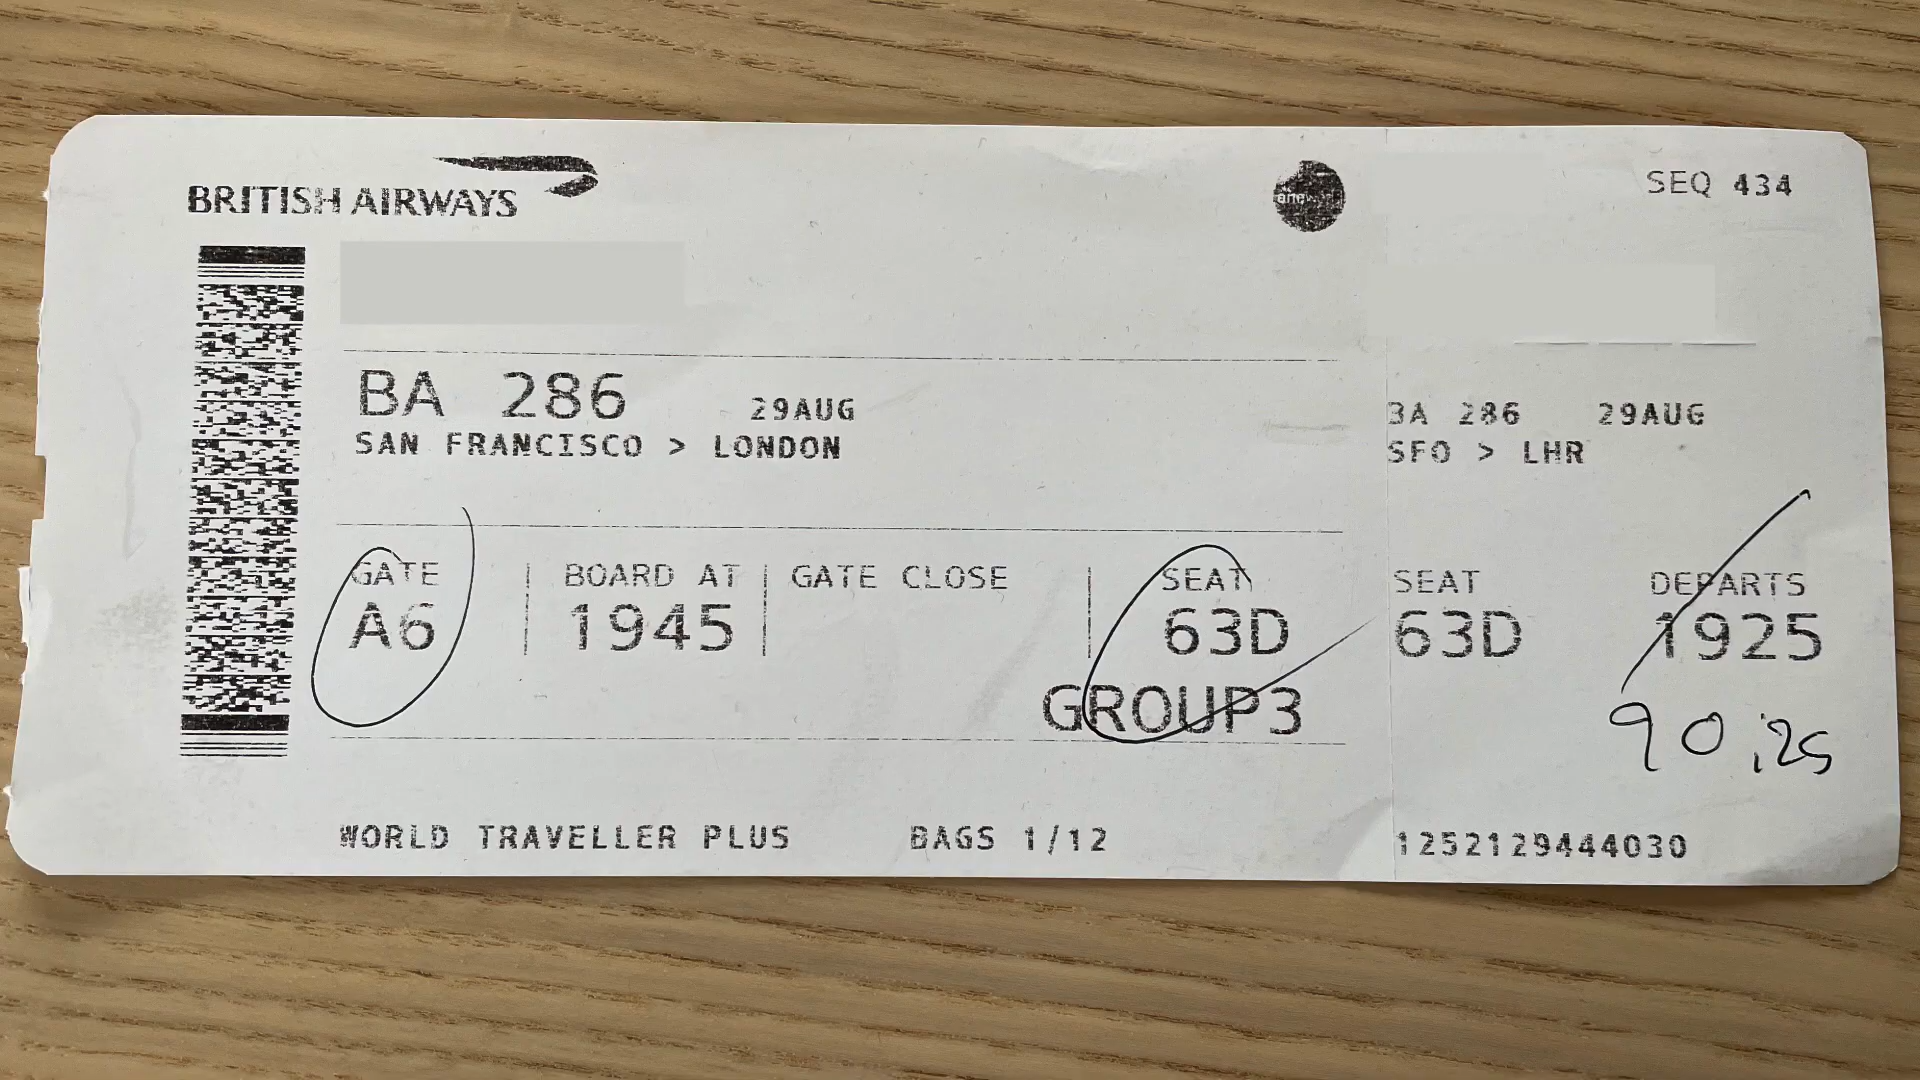 BRITISH AIRWAYS
SEQ 434
BA 286 29AUG
SAN FRANCISCO > LONDON
BA 286 29AUG
SFO > LHR
GATE BOARD AT GATE CLOSE SEAT
A6 1945 63D
GROUP3
SEAT DEPARTS
63D 1925
WORLD TRAVELLER PLUS BAGS 1/12
1252129444030